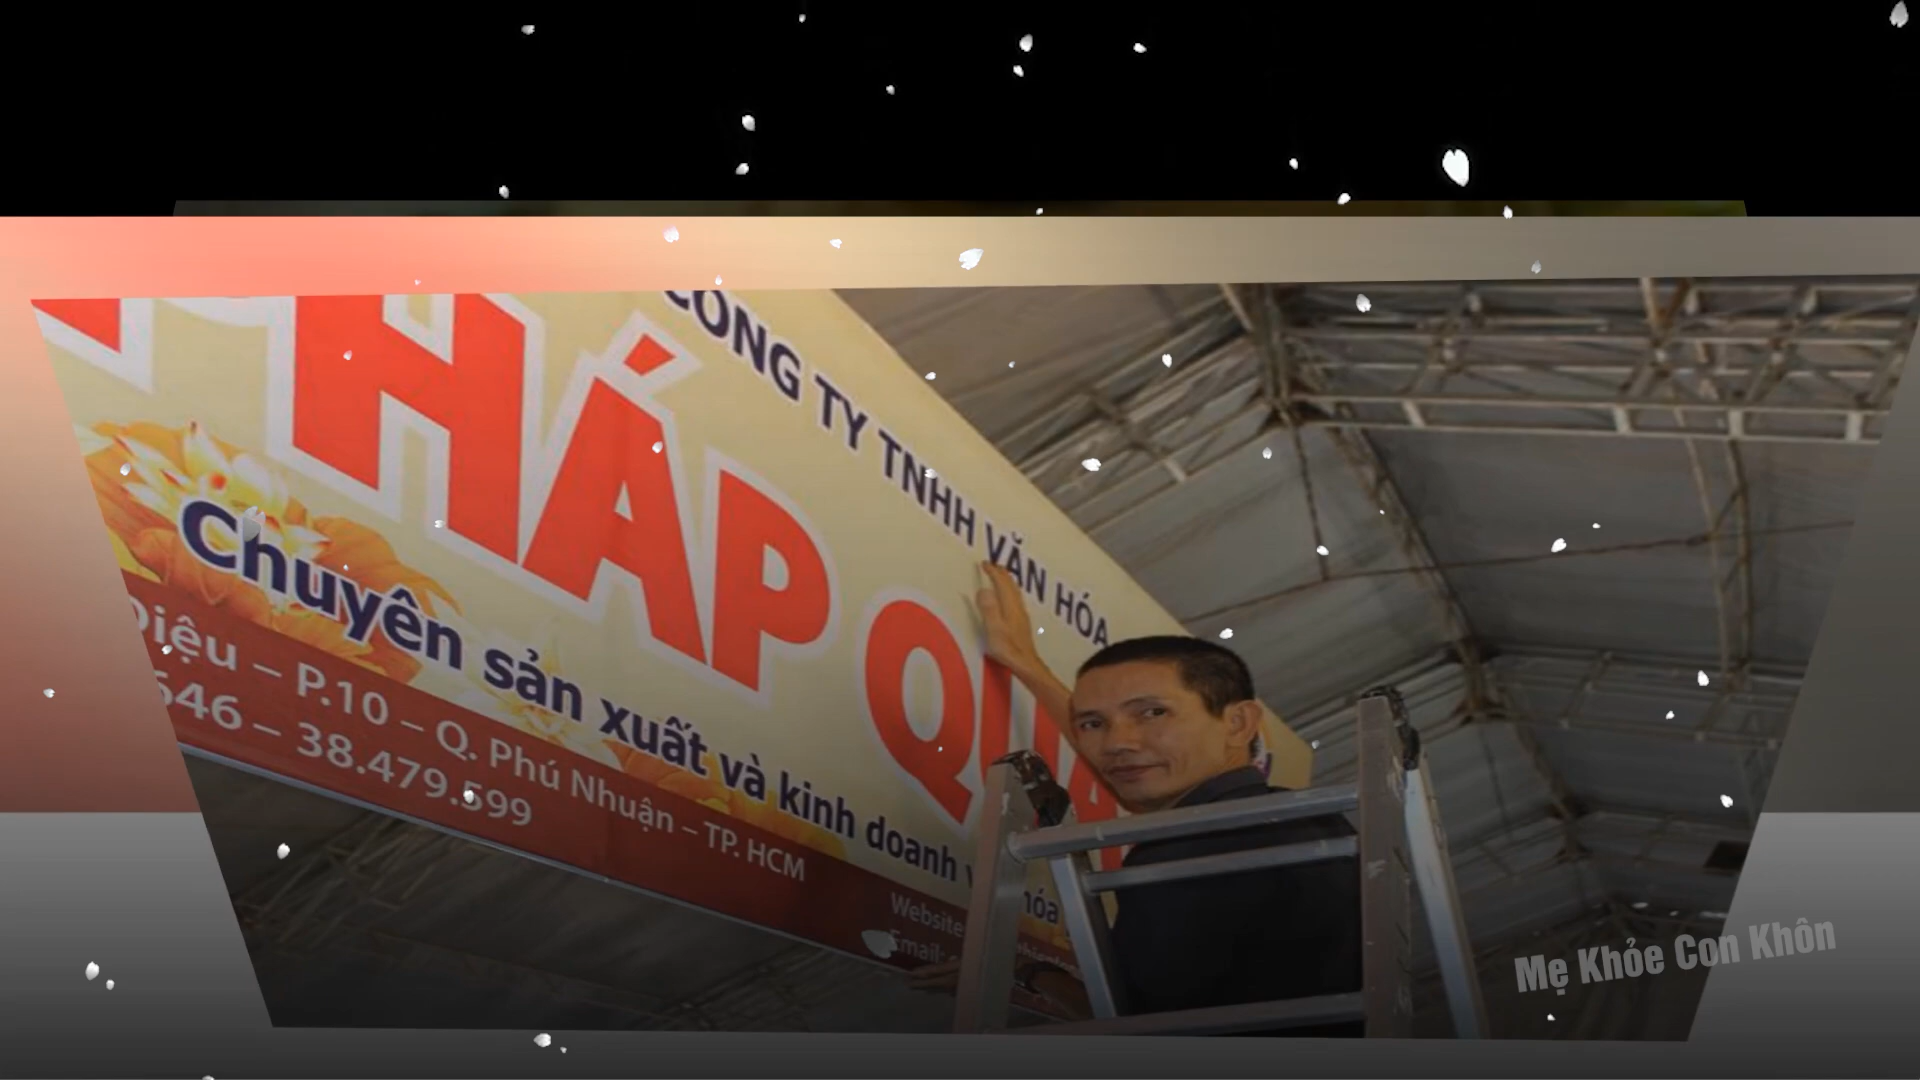 CÔNG TY TNHH VĂN HÓA
PHÁP QUA
Chuyên sản xuất và kinh doanh
Diệu – P.10 – Q. Phú Nhuận – TP. HCM
546 – 38.479.599
Website
Email:
Mẹ Khỏe Con Khôn